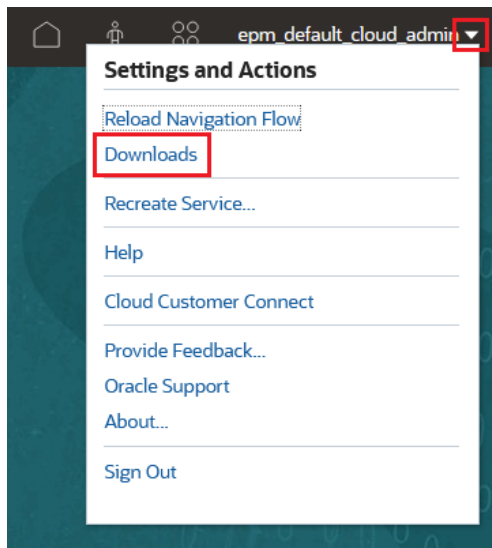 epm_default_cloud_admin
Settings and Actions
Reload Navigation Flow
Downloads
Recreate Service...
Help
Cloud Customer Connect
Provide Feedback...
Oracle Support
About...
Sign Out